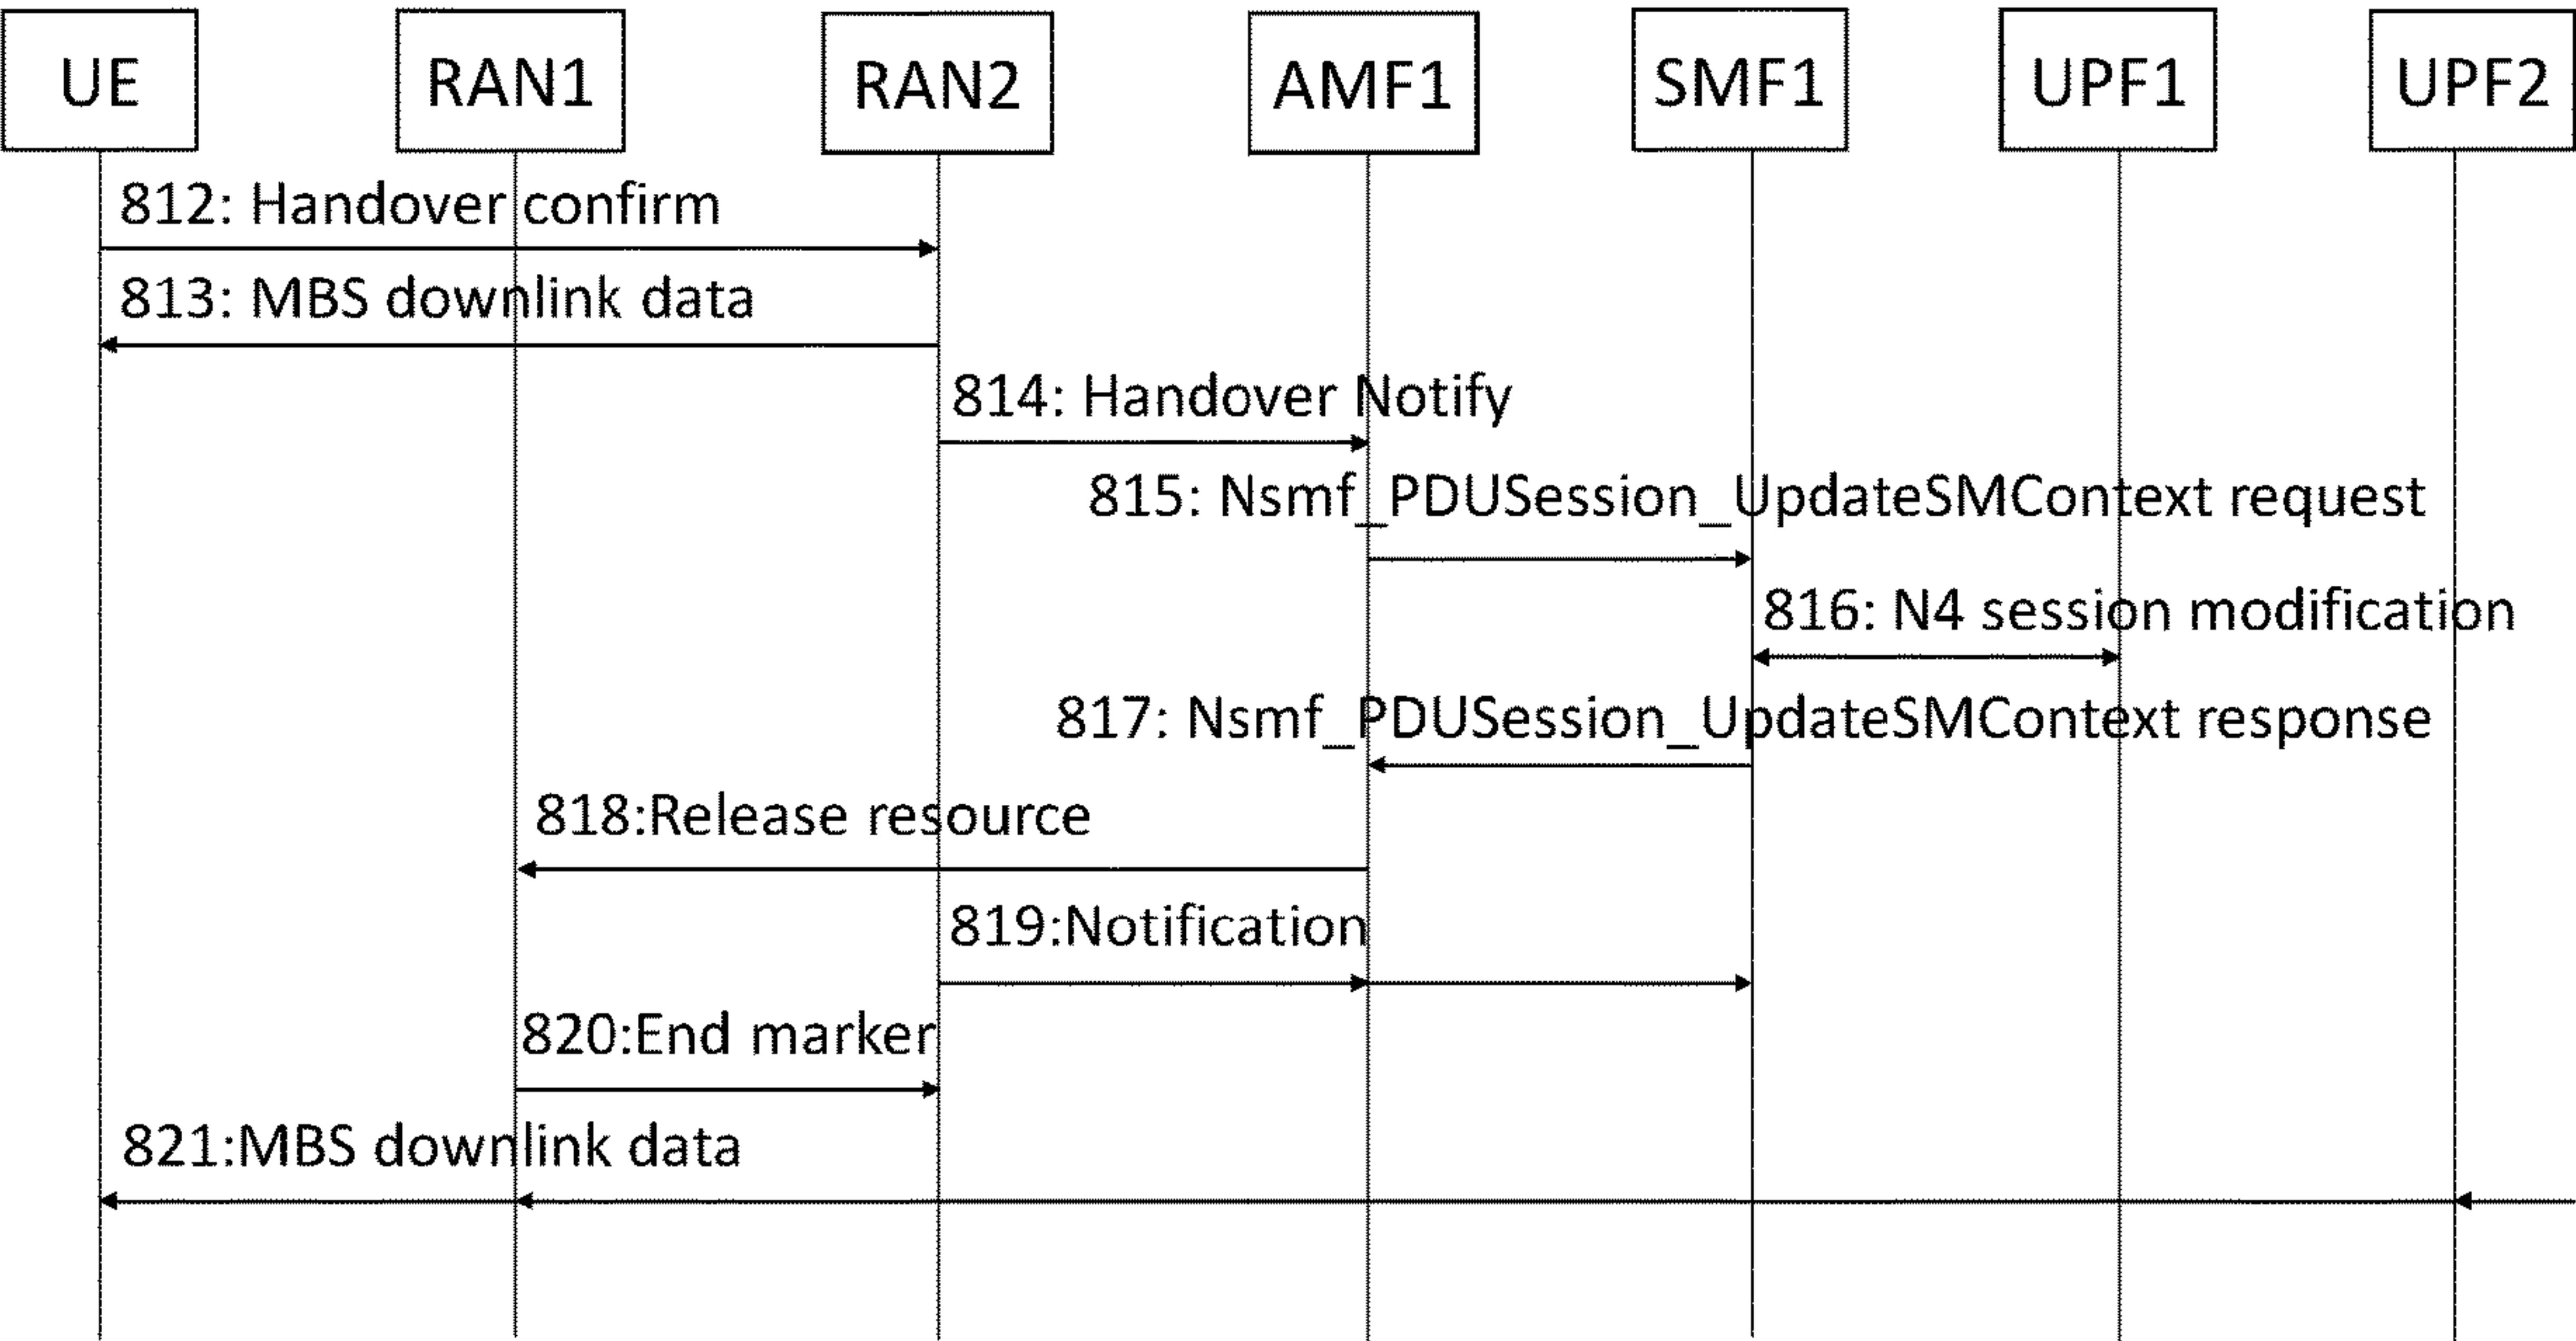 UE
RAN1
RAN2
AMF1
SMF1
UPF1
UPF2
812: Handover confirm
813: MBS downlink data
814: Handover Notify
815: Nsmf_PDUSession_UpdateSMContext request
816: N4 session modification
817: Nsmf_PDUSession_UpdateSMContext response
818:Release resource
819:Notification
820:End marker
821:MBS downlink data